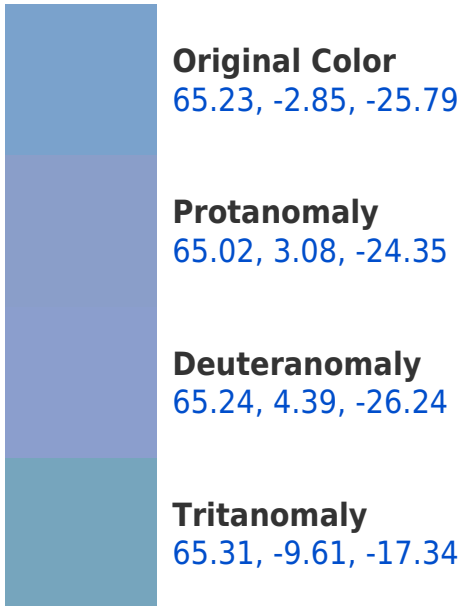 Original Color
65.23, -2.85, -25.79
Protanomaly
65.02, 3.08, -24.35
Deuteranomaly
65.24, 4.39, -26.24
Tritanomaly
65.31, -9.61, -17.34